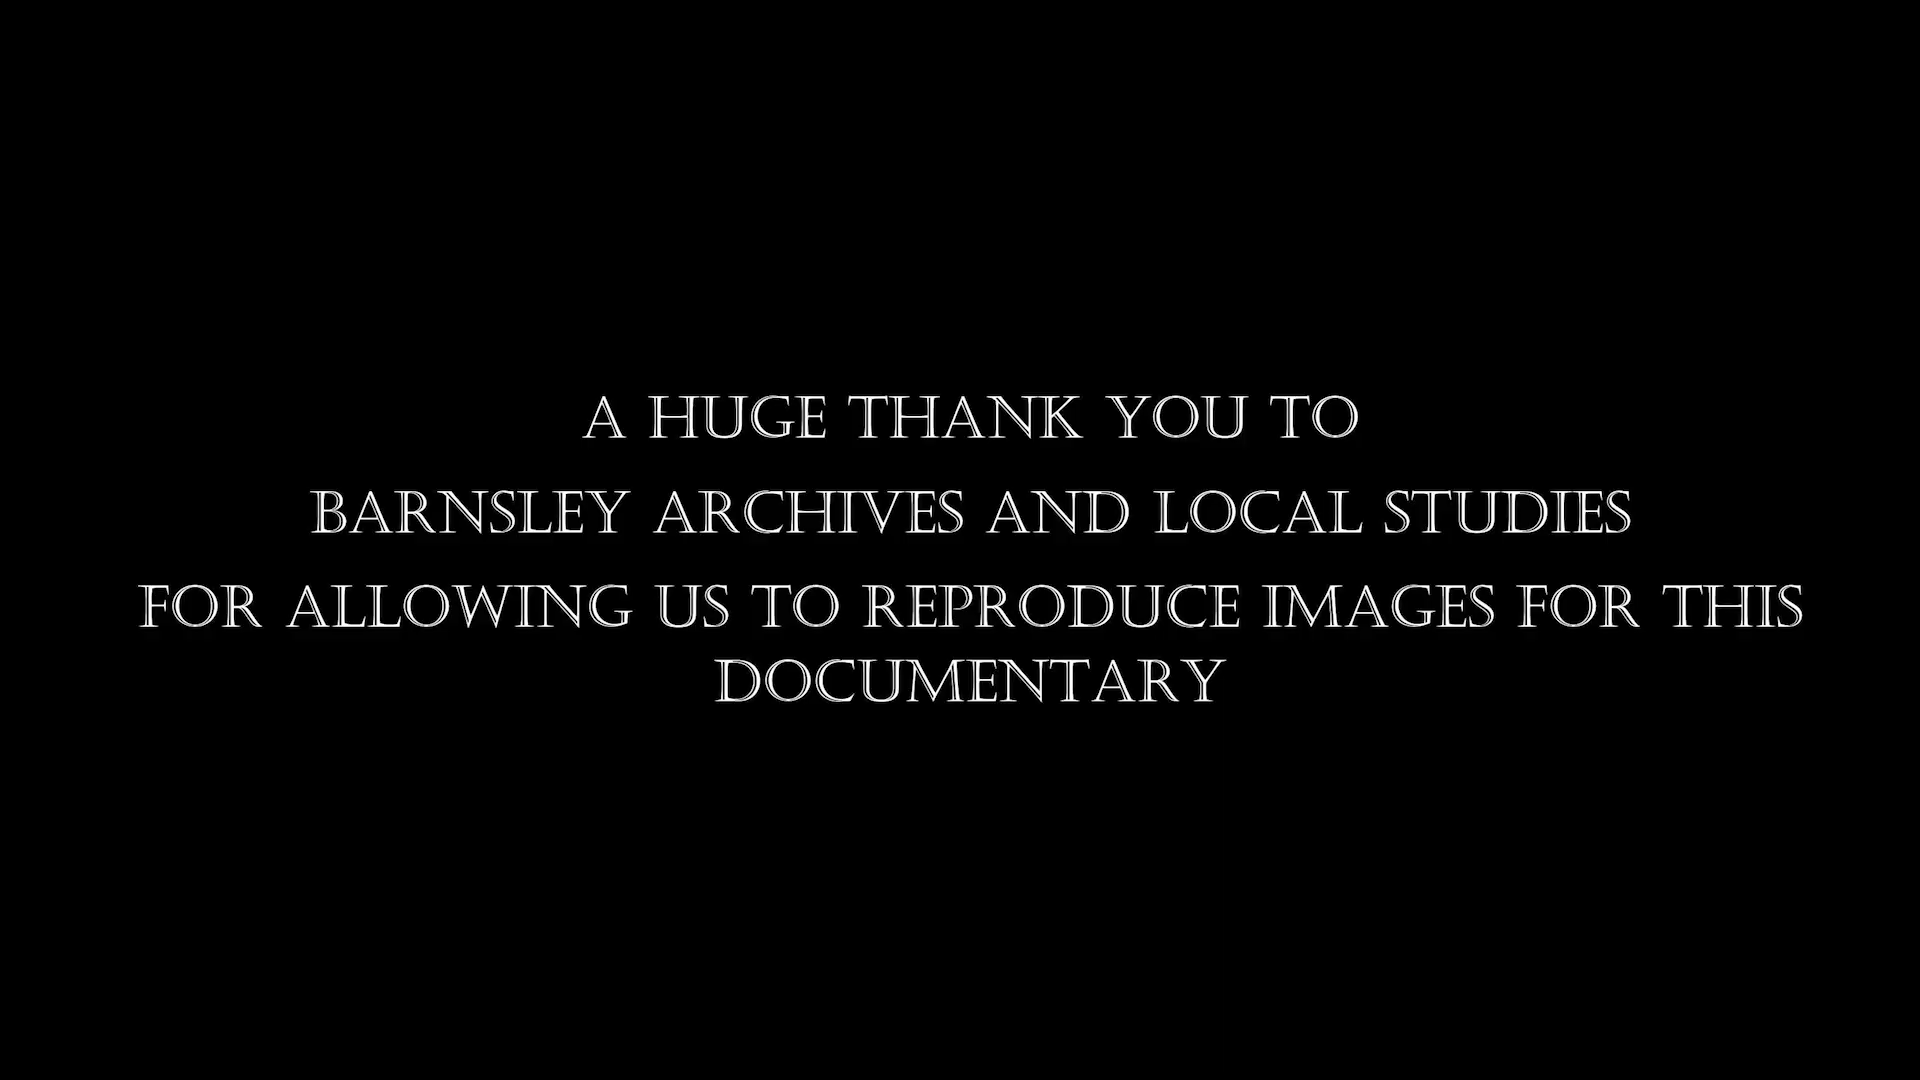 A HUGE THANK YOU TO
BARNSLEY ARCHIVES AND LOCAL STUDIES
FOR ALLOWING US TO REPRODUCE IMAGES FOR THIS
DOCUMENTARY